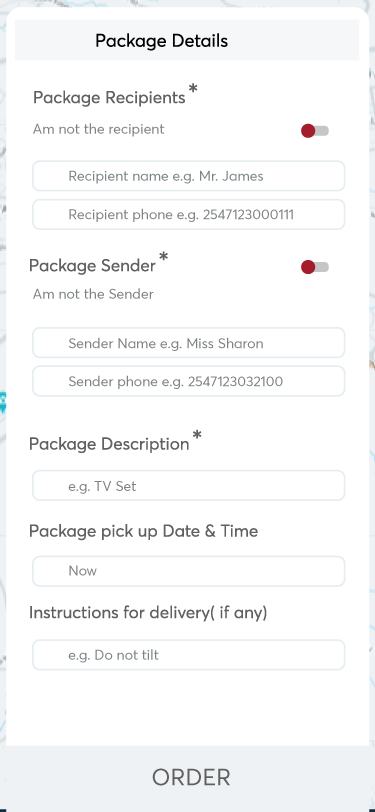 Package Details
Package Recipients*
Am not the recipient
Recipient name e.g. Mr. James
Recipient phone e.g. 2547123000111
Package Sender*
Am not the Sender
Sender Name e.g. Miss Sharon
Sender phone e.g. 2547123032100
Package Description*
e.g. TV Set
Package pick up Date & Time
Now
Instructions for delivery( if any)
e.g. Do not tilt
ORDER